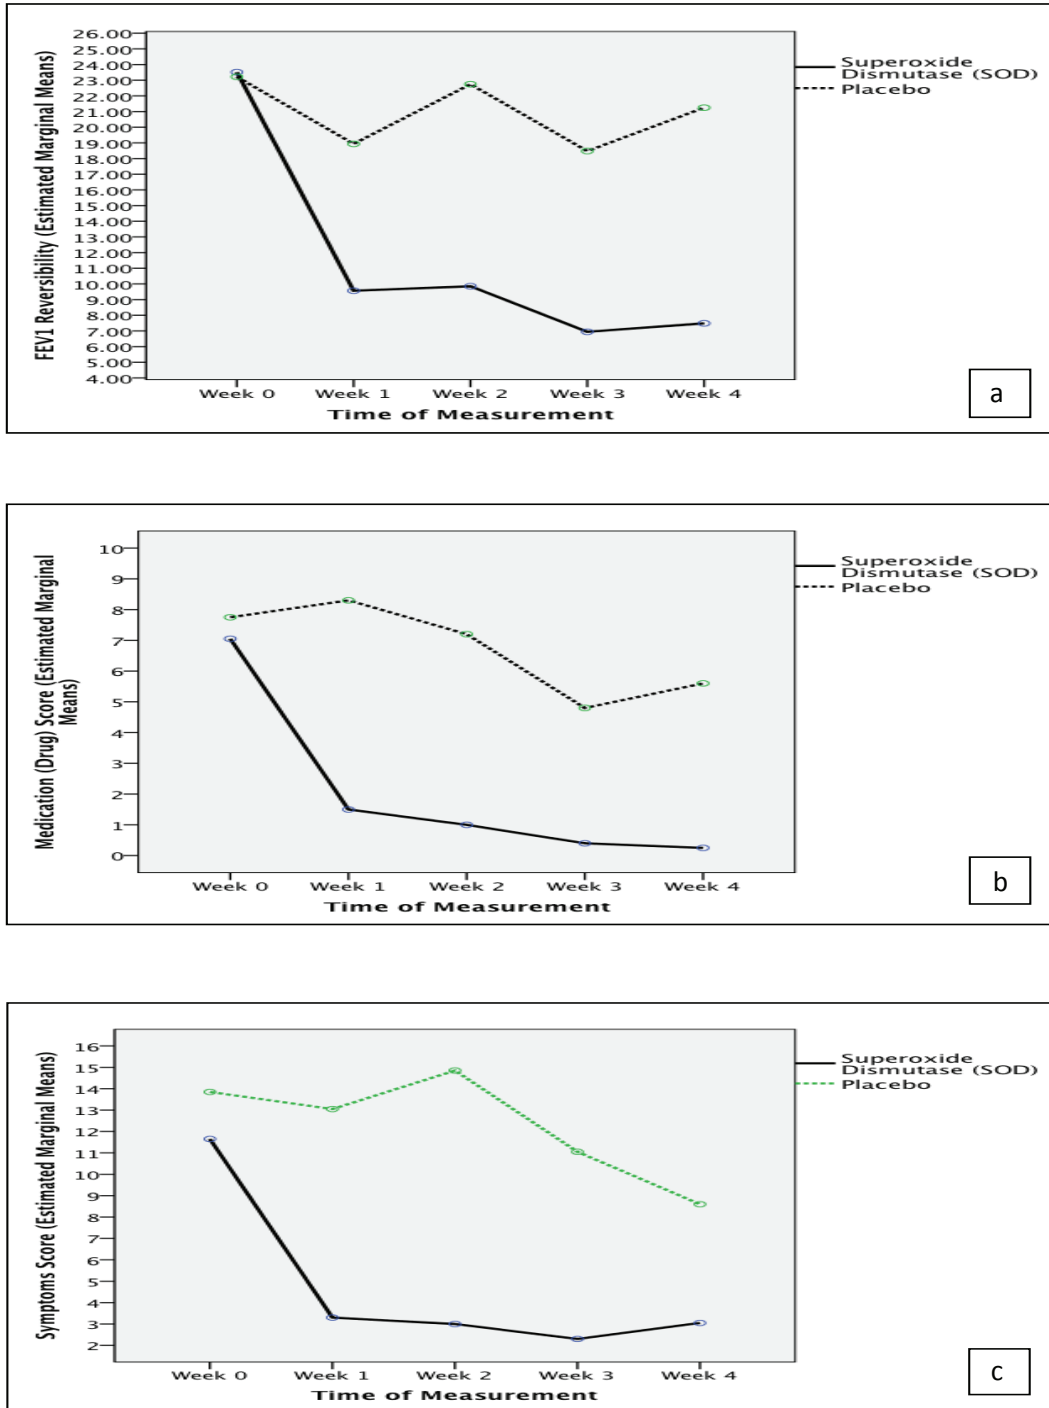 FEV1 Reversibility (Estimated Marginal Means)
26.00
25.00
24.00
23.00
22.00
21.00
20.00
19.00
18.00
17.00
16.00
15.00
14.00
13.00
12.00
11.00
10.00
9.00
8.00
7.00
6.00
5.00
4.00
Week 0 Week 1 Week 2 Week 3 Week 4
Time of Measurement
Superoxide
Dismutase (SOD)
Placebo
a
Medication (Drug) Score (Estimated Marginal
Means)
10
9
8
7
6
5
4
3
2
1
0
Week 0 Week 1 Week 2 Week 3 Week 4
Time of Measurement
Superoxide
Dismutase (SOD)
Placebo
b
Symptoms Score (Estimated Marginal Means)
16
15
14
13
12
11
10
9
8
7
6
5
4
3
2
Week 0 Week 1 Week 2 Week 3 Week 4
Time of Measurement
Superoxide
Dismutase (SOD)
Placebo
c